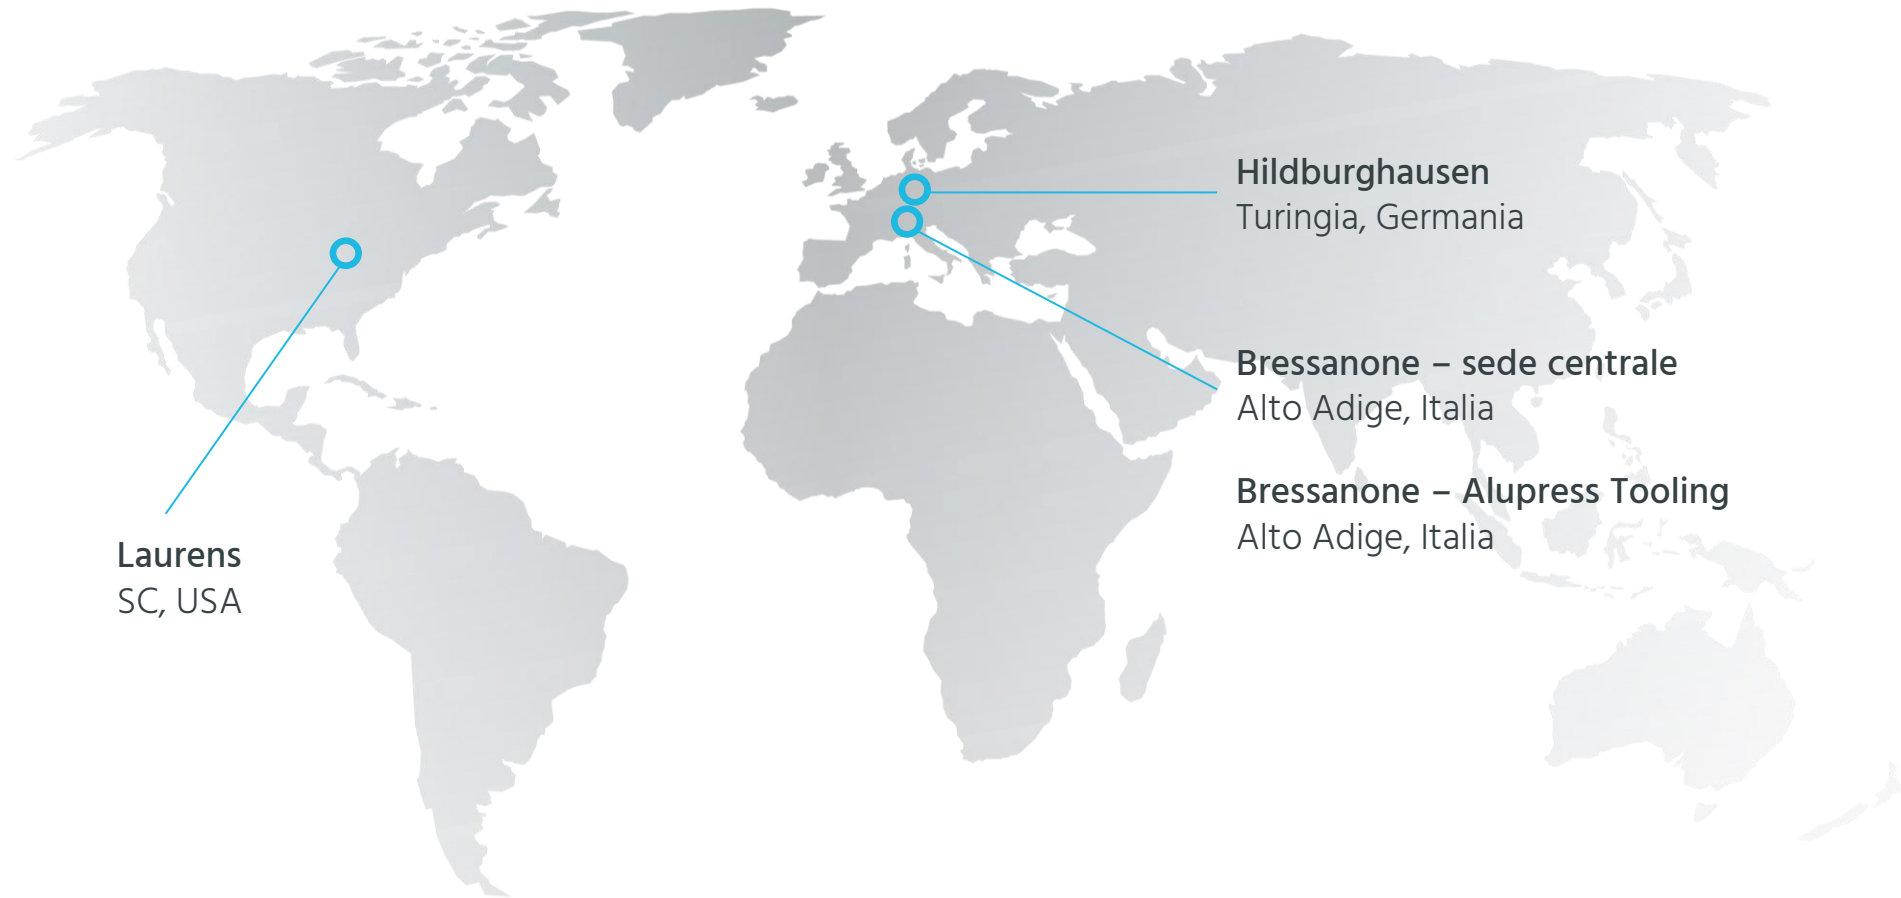 Hildburghausen
Turingia, Germania
Bressanone – sede centrale
Alto Adige, Italia
Bressanone – Alupress Tooling
Alto Adige, Italia
Laurens
SC, USA